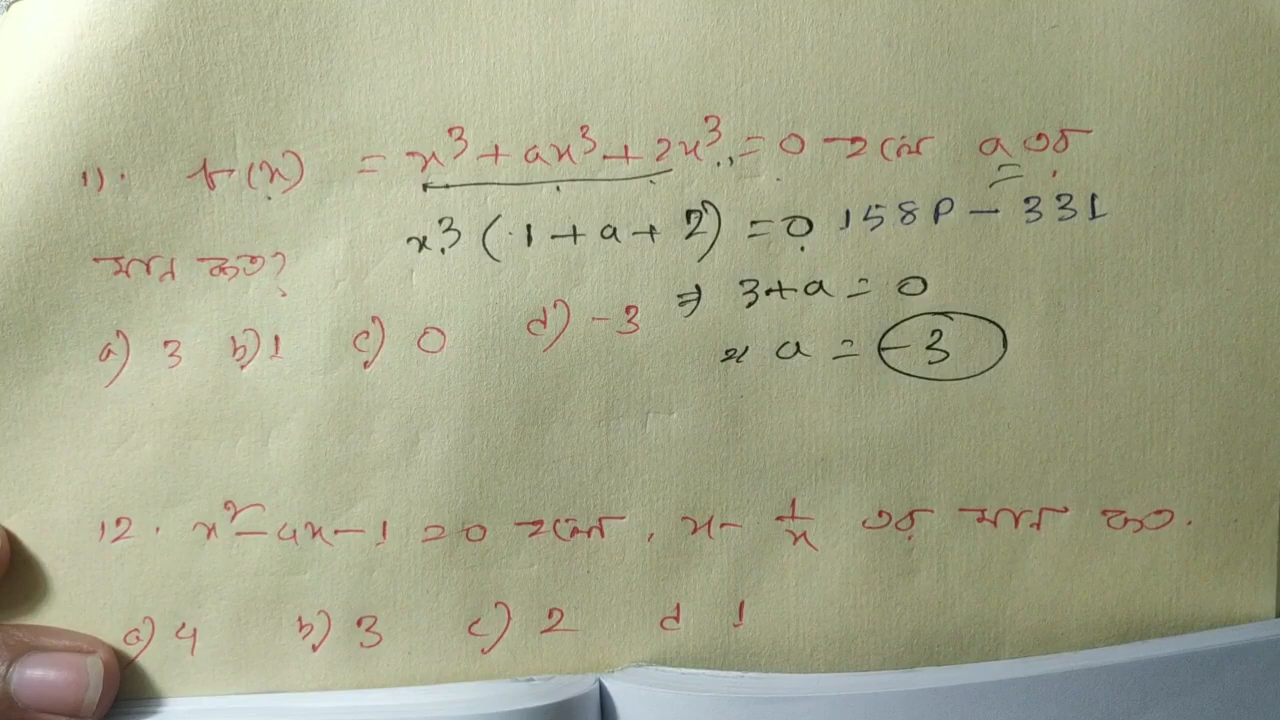 11. f(x) = x³ + ax³ + 2x³ = 0 হলে a এর
x³ (1 + a + 2) = 0 158P - 331
মান কত?
⇒ 3 + a = 0
a) 3 b) 1 c) 0 d) -3
a = -3
12. x² - 4x - 1 = 0 হলে, x - 1/x এর মান কত.
a) 4 b) 3 c) 2 d 1